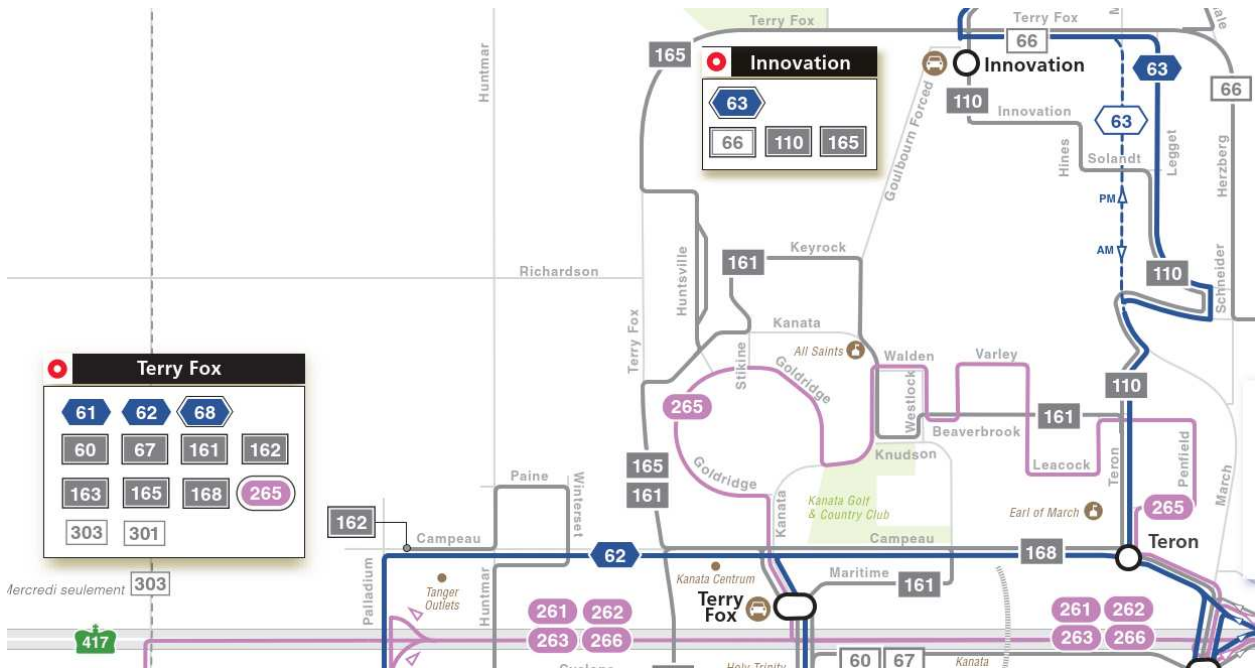 Terry Fox
66
165
Innovation
63
66 110 165
Innovation
63
66
110
Innovation
63
Huntmar
Goulbourn Forced
Hines
Solandt
Legget
Herzberg
PM
AM
Keyrock
161
110
Schneider
Richardson
Huntsville
Terry Fox
Kanata
Stikine
All Saints
Goldridge
Walden
Varley
Westlock
110
Terry Fox
61 62 68
60 67 161 162
163 165 168 265
303 301
265
161
Beaverbrook
Knudson
Leacock
Teron
Penfield
March
Goldridge
165
161
Paine
Winterset
Kanata
Kanata Golf
& Country Club
Earl of March
265
162
Campeau
62
Campeau
168
Teron
Mercredi seulement 303
Palladium
Tanger
Outlets
Huntmar
Kanata Centrum
Maritime
161
Terry
Fox
261 262
263 266
261 262
263 266
417
Holy Trinity
60 67
Kanata